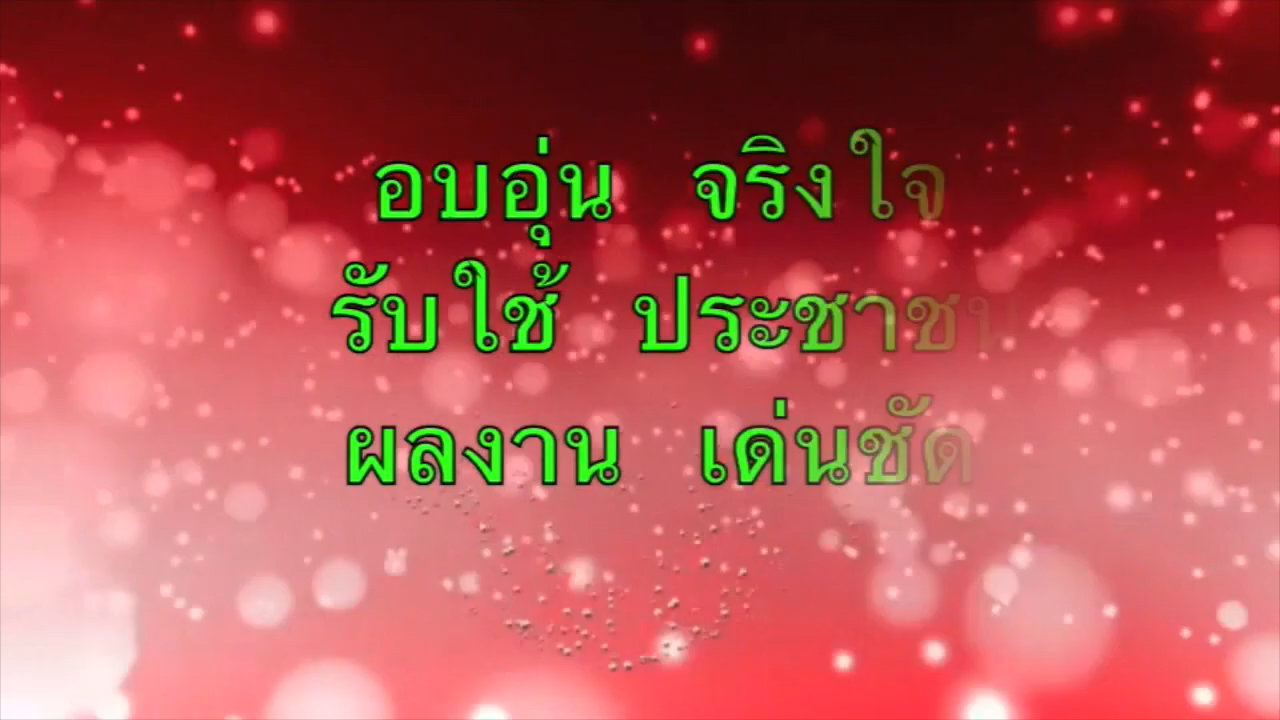 อบอุ่น จริงใจ
รับใช้ ประชาชน
ผลงาน เด่นชัด